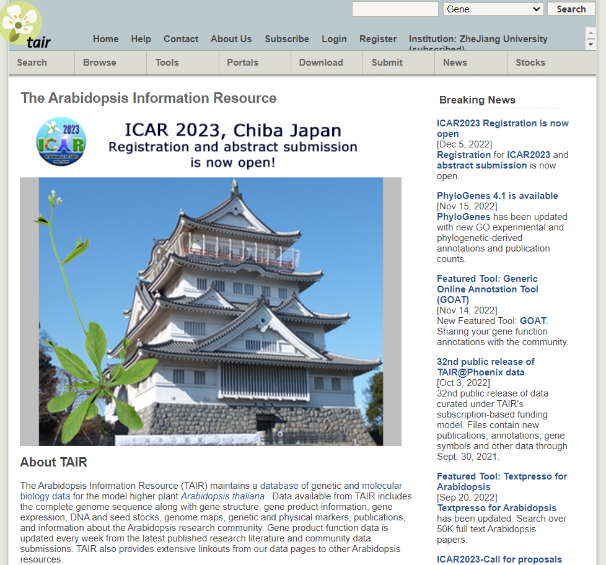 Gene
Search
tair
Home Help Contact About Us Subscribe Login Register Institution: ZheJiang University
(subscribed)
Search Browse Tools Portals Download Submit News Stocks
The Arabidopsis Information Resource
2023
ICAR
ICAR 2023, Chiba Japan
Registration and abstract submission
is now open!
About TAIR
The Arabidopsis Information Resource (TAIR) maintains a database of genetic and molecular
biology data for the model higher plant Arabidopsis thaliana . Data available from TAIR includes
the complete genome sequence along with gene structure, gene product information, gene
expression, DNA and seed stocks, genome maps, genetic and physical markers, publications,
and information about the Arabidopsis research community. Gene product function data is
updated every week from the latest published research literature and community data
submissions. TAIR also provides extensive linkouts from our data pages to other Arabidopsis
resources.
Breaking News
ICAR2023 Registration is now
open
[Dec 5, 2022]
Registration for ICAR2023 and
abstract submission is now
open.
PhyloGenes 4.1 is available
[Nov 15, 2022]
PhyloGenes has been updated
with new GO experimental and
phylogenetic-derived
annotations and publication
counts.
Featured Tool: Generic
Online Annotation Tool
(GOAT)
[Nov 14, 2022]
New Featured Tool: GOAT.
Sharing your gene function
annotations with the community.
32nd public release of
TAIR@Phoenix data
[Oct 3, 2022]
32nd public release of data
curated under TAIR's
subscription-based funding
model. Files contain new
publications, annotations, gene
symbols and other data through
Sept. 30, 2021.
Featured Tool: Textpresso for
Arabidopsis
[Sep 20, 2022]
Textpresso for Arabidopsis
has been updated. Search over
50K full text Arabidopsis
papers.
ICAR2023-Call for proposals